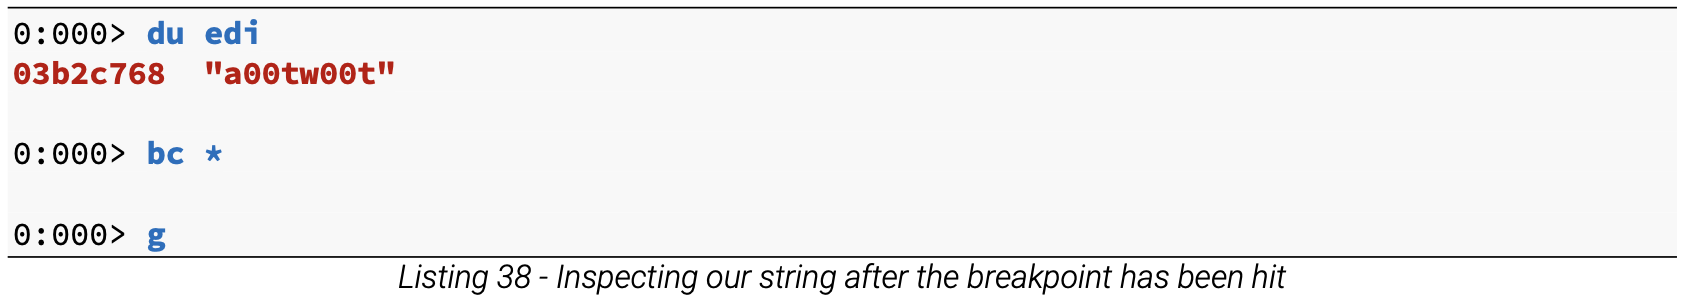 0:000> du edi
03b2c768  "a00tw00t"
0:000> bc *
0:000> g
Listing 38 - Inspecting our string after the breakpoint has been hit